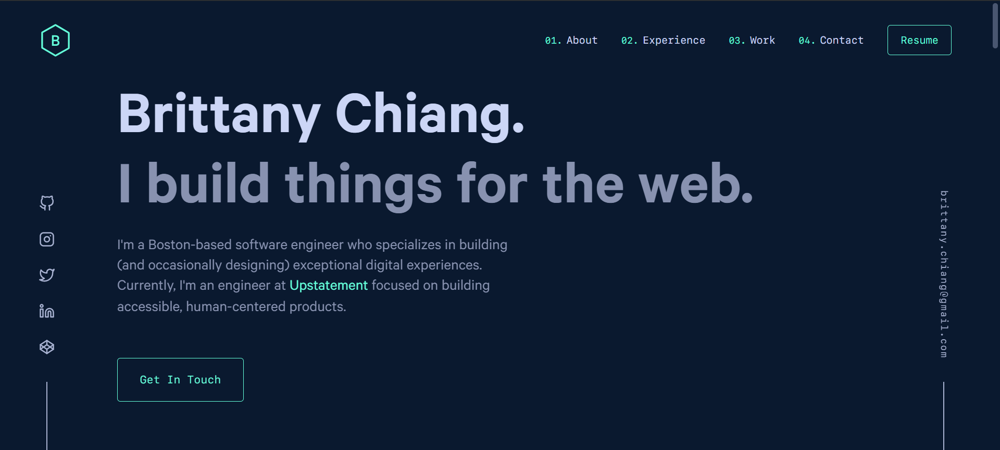 B
01. About 02. Experience 03. Work 04. Contact Resume
Brittany Chiang.
I build things for the web.
I'm a Boston-based software engineer who specializes in building
(and occasionally designing) exceptional digital experiences.
Currently, I'm an engineer at Upstatement focused on building
accessible, human-centered products.
Get In Touch
brittany.chiang@gmail.com